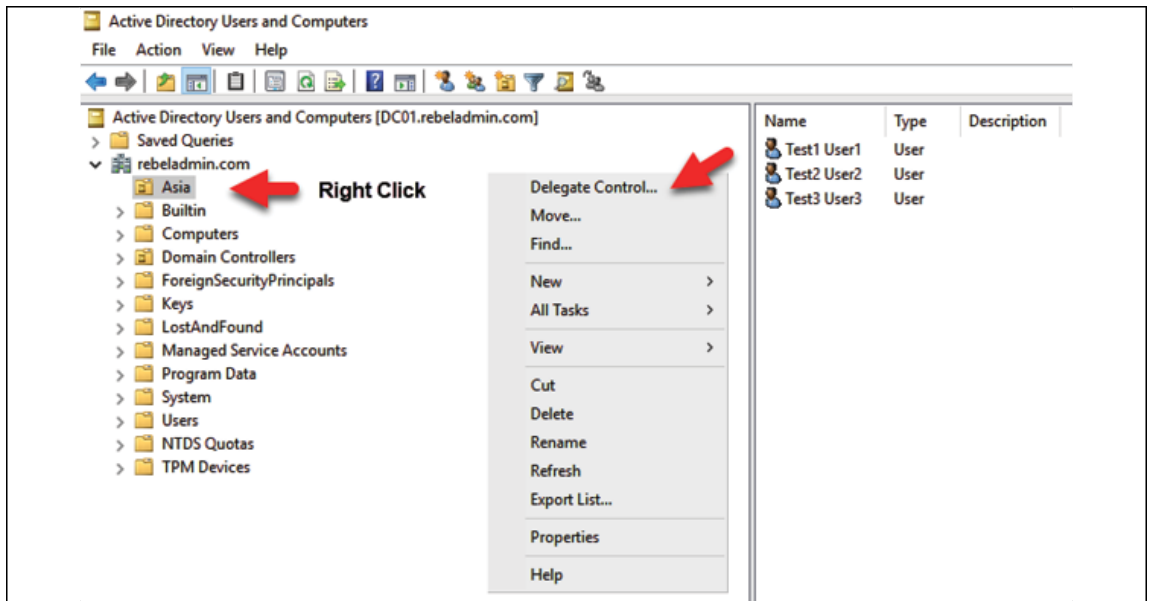 Active Directory Users and Computers
File Action View Help
Active Directory Users and Computers [DC01.rebeladmin.com]
Saved Queries
rebeladmin.com
Asia
Builtin
Computers
Domain Controllers
ForeignSecurityPrincipals
Keys
LostAndFound
Managed Service Accounts
Program Data
System
Users
NTDS Quotas
TPM Devices
Right Click
Delegate Control...
Move...
Find...
New
All Tasks
View
Cut
Delete
Rename
Refresh
Export List...
Properties
Help
Name Type Description
Test1 User1 User
Test2 User2 User
Test3 User3 User